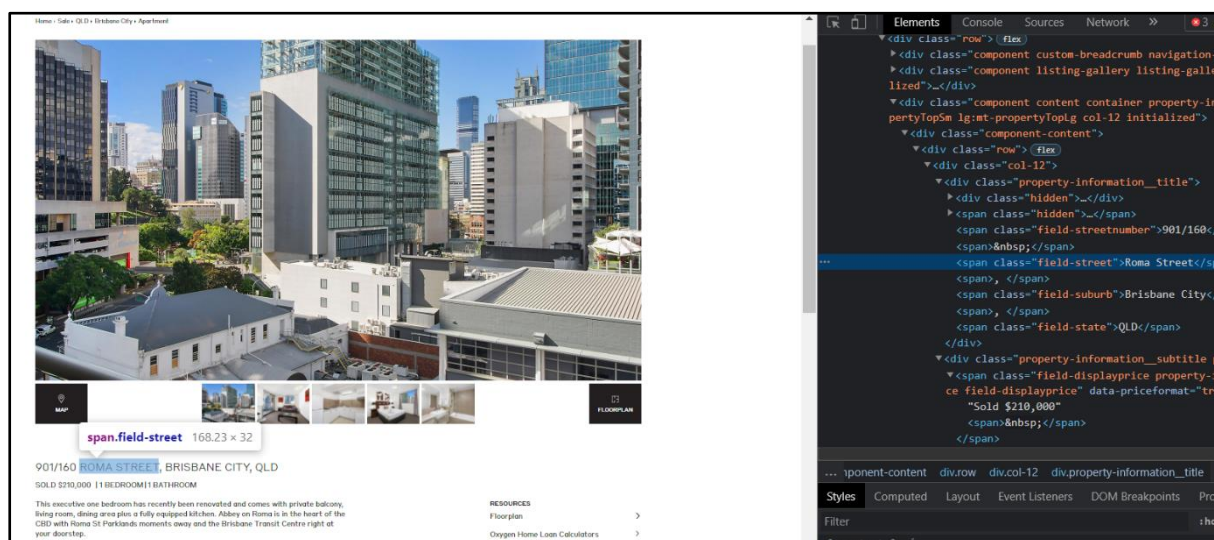 Home › Sale › QLD › Brisbane City › Apartment
MAP
FLOORPLAN
span.field-street 168.23 × 32
901/160 ROMA STREET, BRISBANE CITY, QLD
SOLD $210,000 | 1 BEDROOM | 1 BATHROOM
This executive one bedroom has recently been renovated and comes with private balcony,
living room, dining area plus a fully equipped kitchen. Abbey on Roma is in the heart of the
CBD with Roma St Parklands moments away and the Brisbane Transit Centre right at
your doorstep.
RESOURCES
Floorplan
Oxygen Home Loan Calculators
Elements Console Sources Network » 3
<div class="row"> flex
<div class="component custom-breadcrumb navigation-
<div class="component listing-gallery listing-galle
lized">…</div>
<div class="component content container property-in
pertyTopSm lg:mt-propertyTopLg col-12 initialized">
<div class="component-content">
<div class="row"> flex
<div class="col-12">
<div class="property-information__title">
<div class="hidden">…</div>
<span class="hidden">…</span>
<span class="field-streetnumber">901/160</
<span>&nbsp;</span>
<span class="field-street">Roma Street</sp
<span>, </span>
<span class="field-suburb">Brisbane City</
<span>, </span>
<span class="field-state">QLD</span>
</div>
<div class="property-information__subtitle p
<span class="field-displayprice property-i
ce field-displayprice" data-priceformat="tr
"Sold $210,000"
<span>&nbsp;</span>
</span>
... nponent-content div.row div.col-12 div.property-information__title
Styles Computed Layout Event Listeners DOM Breakpoints Pro
Filter :ho